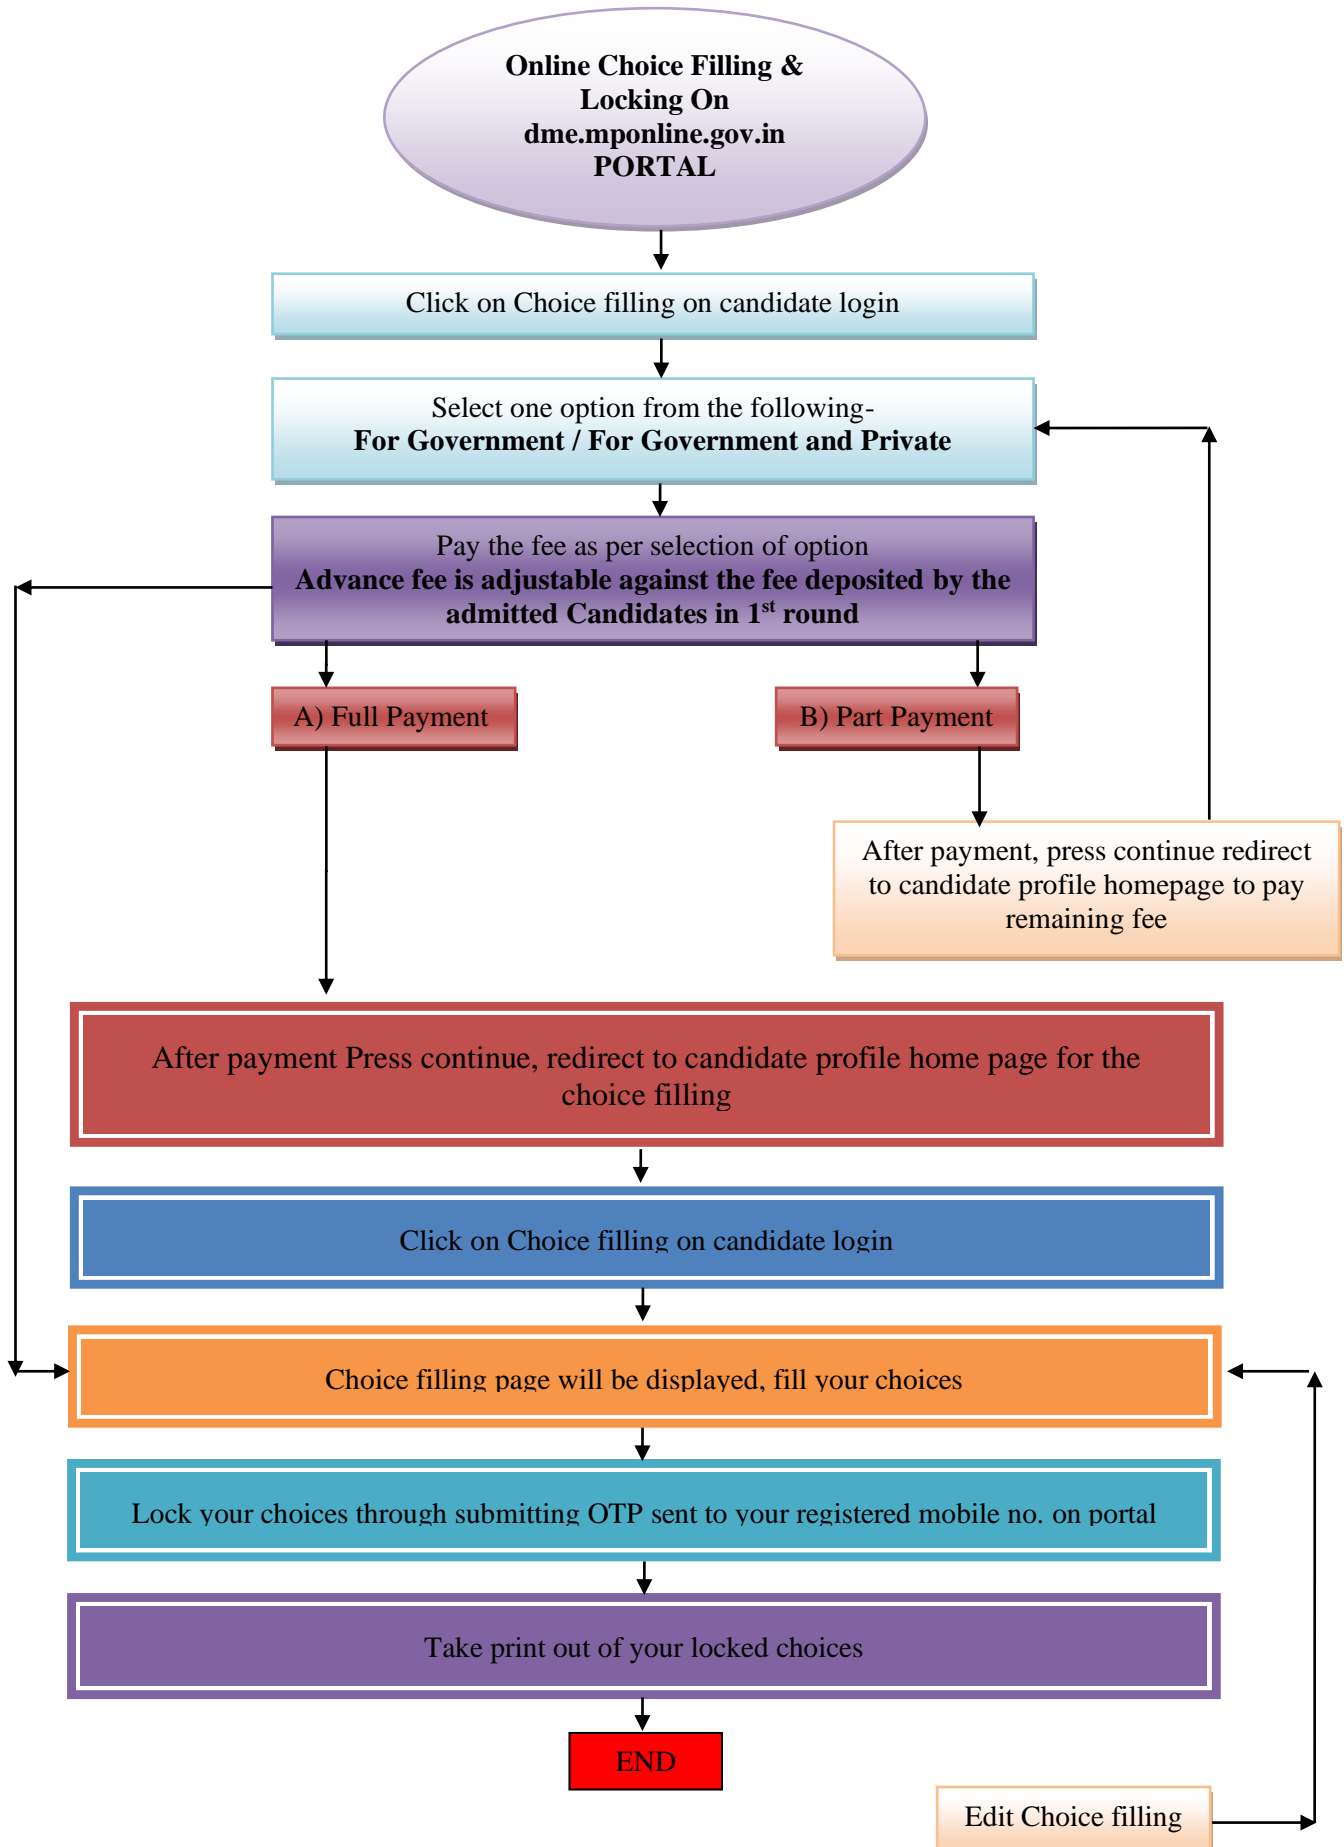 Online Choice Filling &
Locking On
dme.mponline.gov.in
PORTAL
Click on Choice filling on candidate login
Select one option from the following-
For Government / For Government and Private
Pay the fee as per selection of option
Advance fee is adjustable against the fee deposited by the
admitted Candidates in 1st round
A) Full Payment
B) Part Payment
After payment, press continue redirect
to candidate profile homepage to pay
remaining fee
After payment Press continue, redirect to candidate profile home page for the
choice filling
Click on Choice filling on candidate login
Choice filling page will be displayed, fill your choices
Lock your choices through submitting OTP sent to your registered mobile no. on portal
Take print out of your locked choices
END
Edit Choice filling